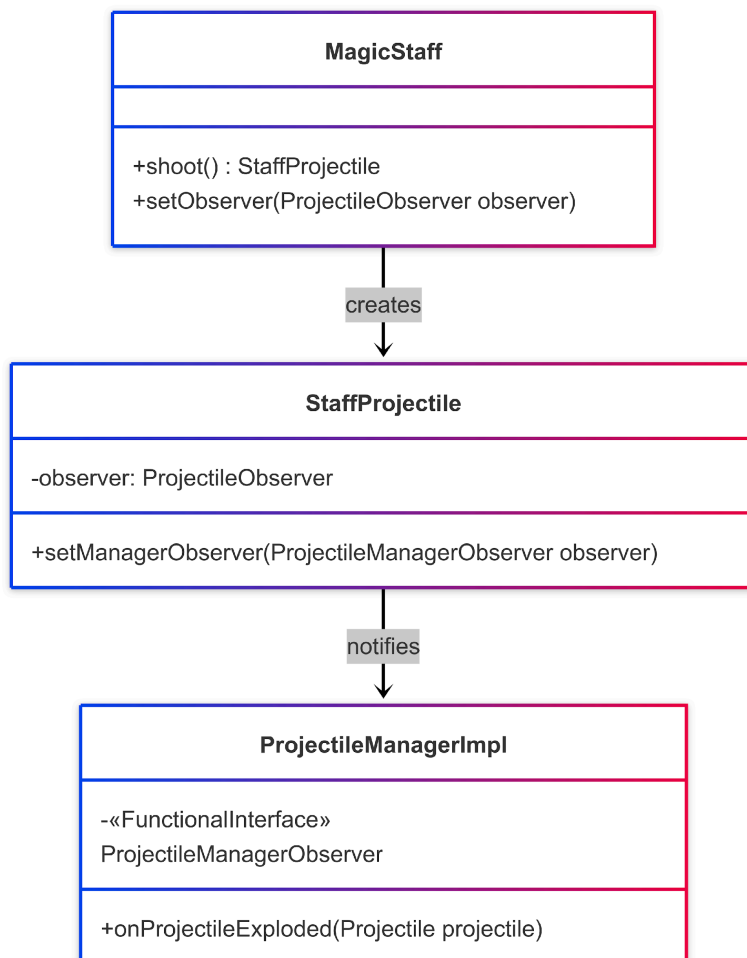 MagicStaff
+shoot() : StaffProjectile
+setObserver(ProjectileObserver observer)
creates
StaffProjectile
-observer: ProjectileObserver
+setManagerObserver(ProjectileManagerObserver observer)
notifies
ProjectileManagerImpl
-«FunctionalInterface»
ProjectileManagerObserver
+onProjectileExploded(Projectile projectile)